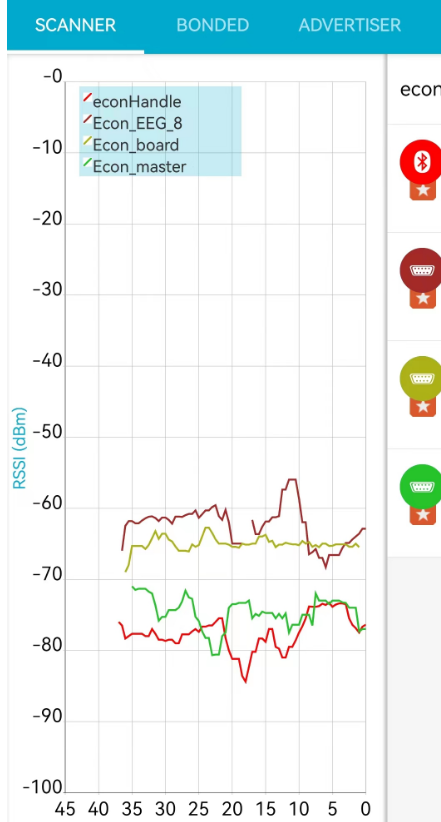 SCANNER BONDED ADVERTISER
econ
econHandle
Econ_EEG_8
Econ_board
Econ_master
-0
-10
-20
-30
-40
-50
-60
-70
-80
-90
-100
RSSI (dBm)
45 40 35 30 25 20 15 10 5 0